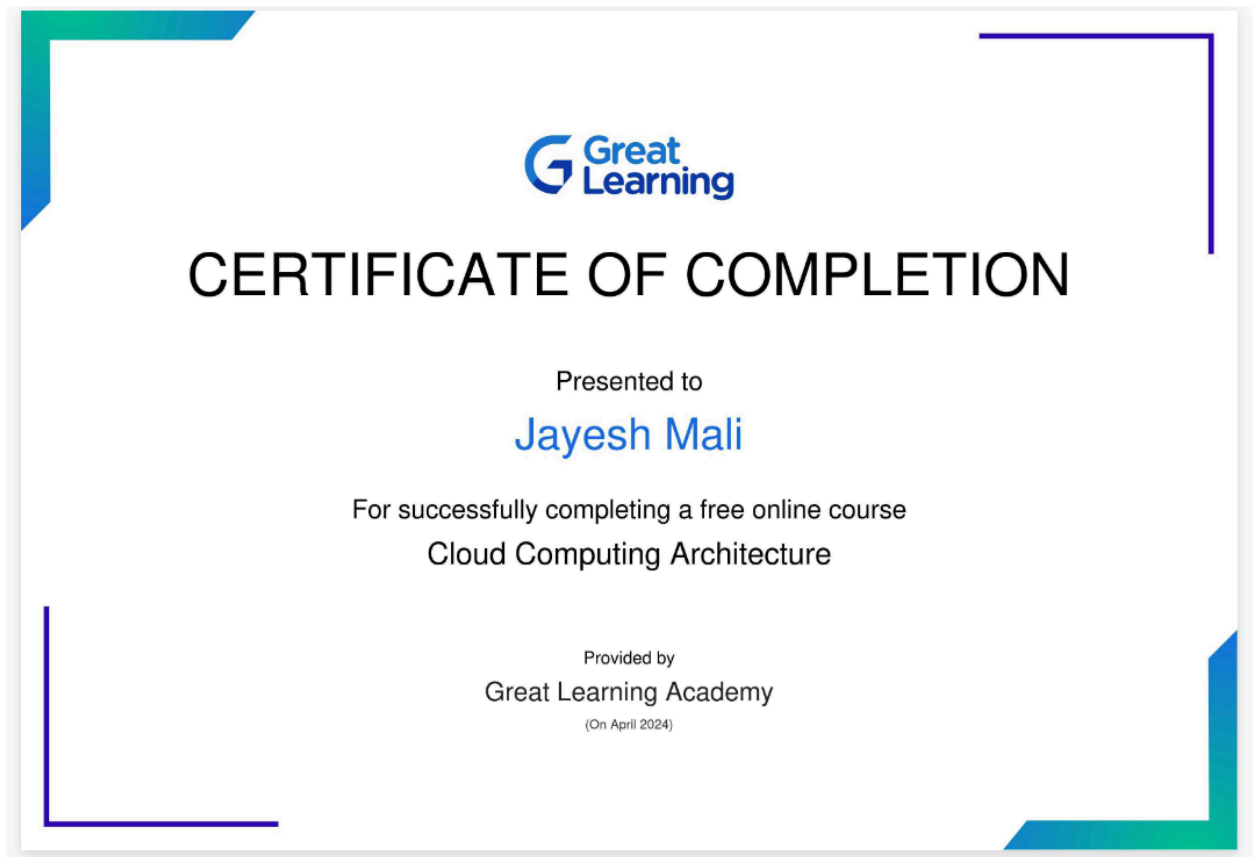 Great
Learning
CERTIFICATE OF COMPLETION
Presented to
Jayesh Mali
For successfully completing a free online course
Cloud Computing Architecture
Provided by
Great Learning Academy
(On April 2024)